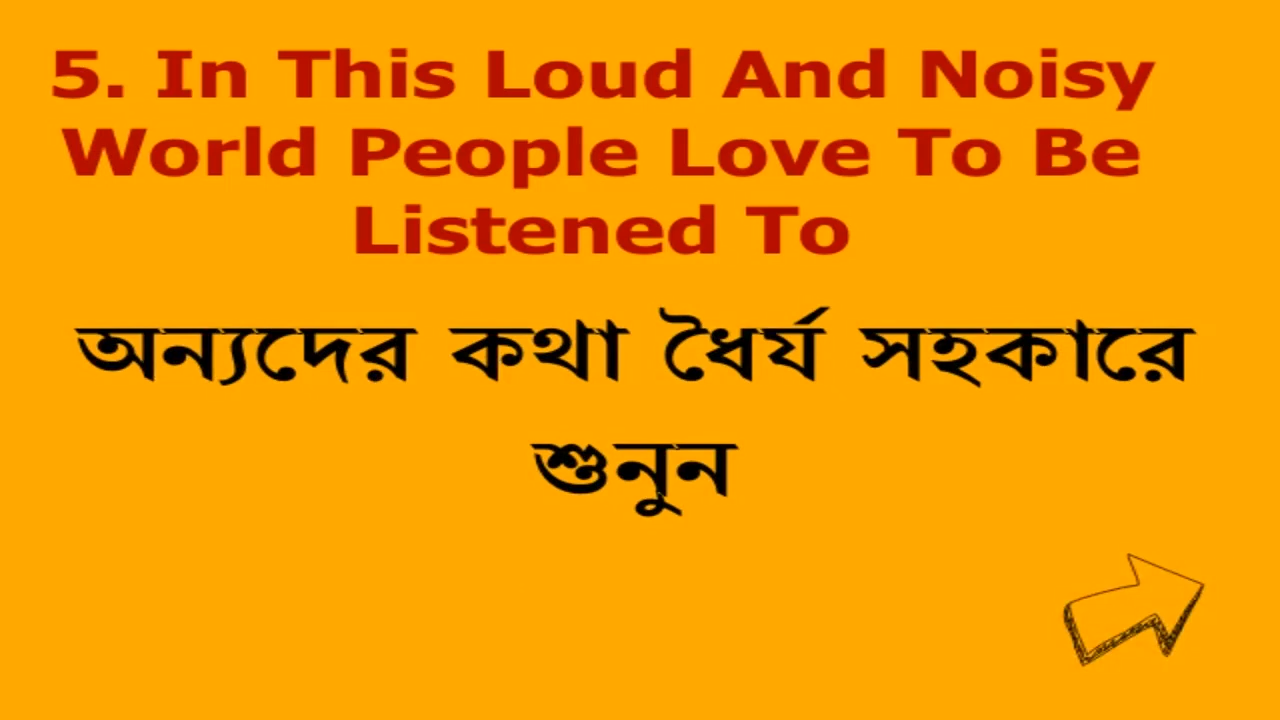 5. In This Loud And Noisy
World People Love To Be
Listened To
অন্যদের কথা ধৈর্য সহকারে
শুনুন